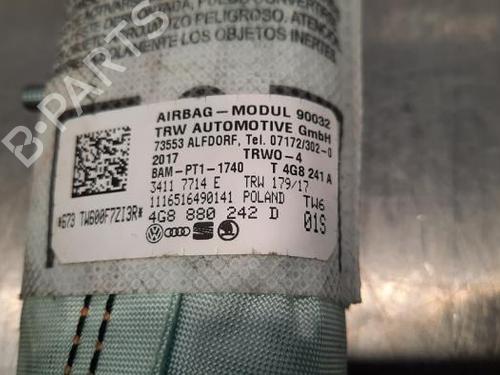 PELIGROSO. ATENCI
LOS OBJETOS INERTES
AIRBAG-MODUL 90032
TRW AUTOMOTIVE GmbH
73553 ALFDORF, Tel. 07172/302-0
2017 TRWO-4
BAM-PT1-1740 T 4G8 241 A
3411 7714 E TRW 179/17
1116516490141 POLAND TW6
*673 TW600F7ZI3R* 4G8 880 242 D 01S
B-PARTS